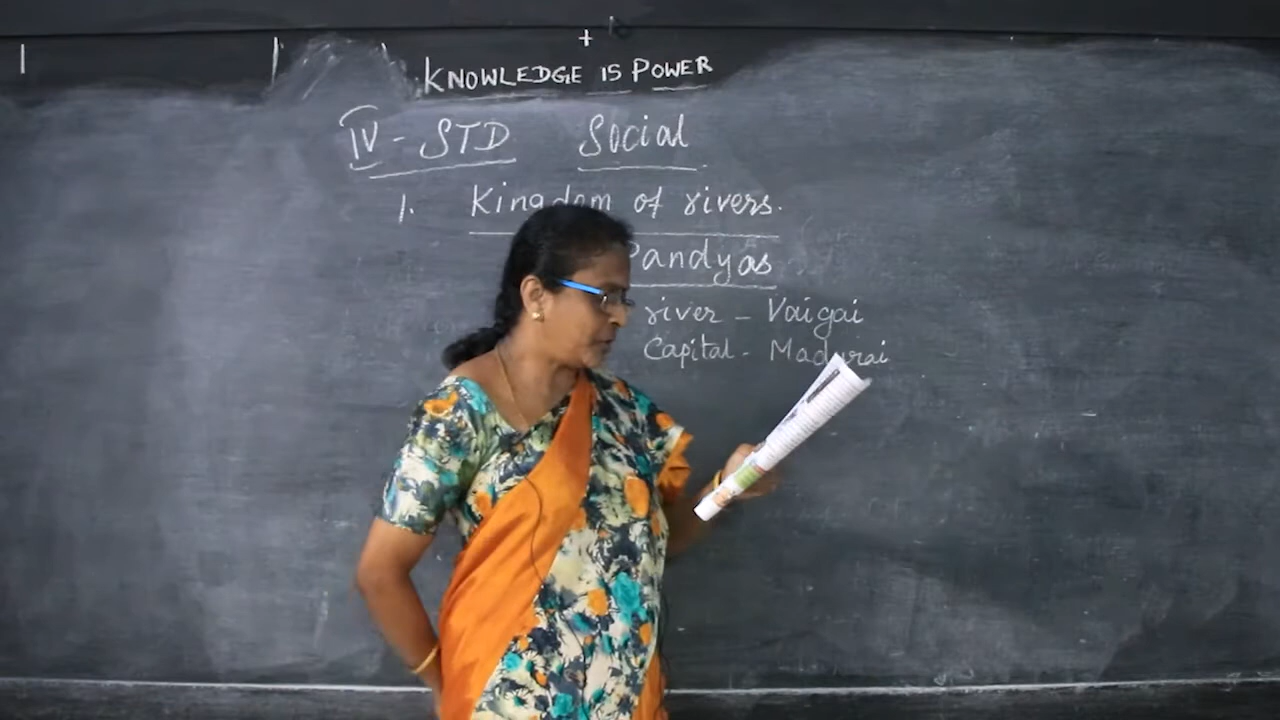 KNOWLEDGE IS POWER
IV - STD Social
1. Kingdom of rivers.
Pandyas
river - Vaigai
Capital - Madurai